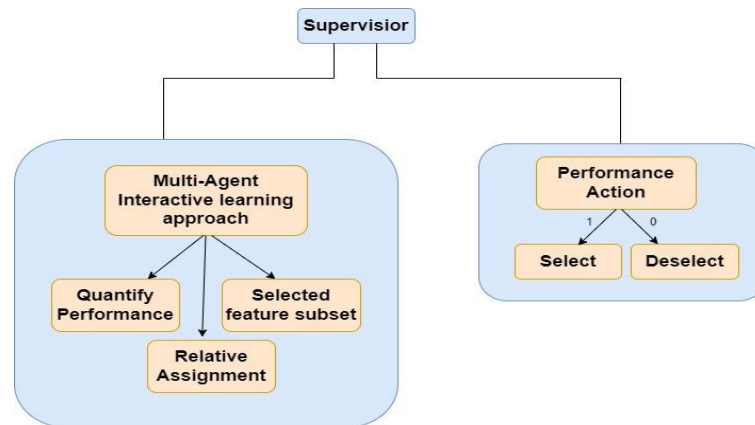 Supervisior
Multi-Agent
Interactive learning
approach
Quantify
Performance
Selected
feature subset
Relative
Assignment
Performance
Action
1
0
Select
Deselect